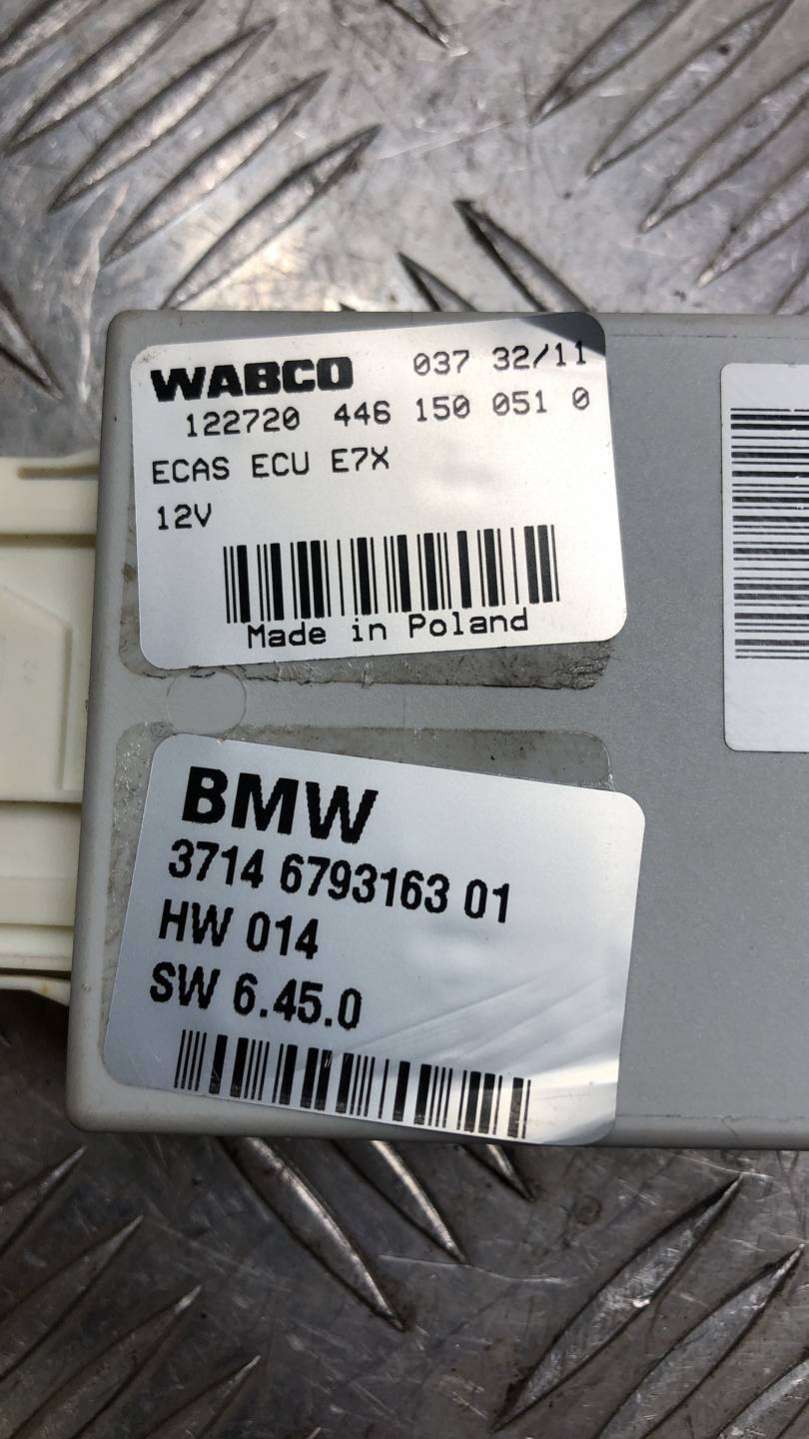 WABCO 037 32/11
122720 446 150 051 0
ECAS ECU E7X
12V
Made in Poland
BMW
3714 6793163 01
HW 014
SW 6.45.0